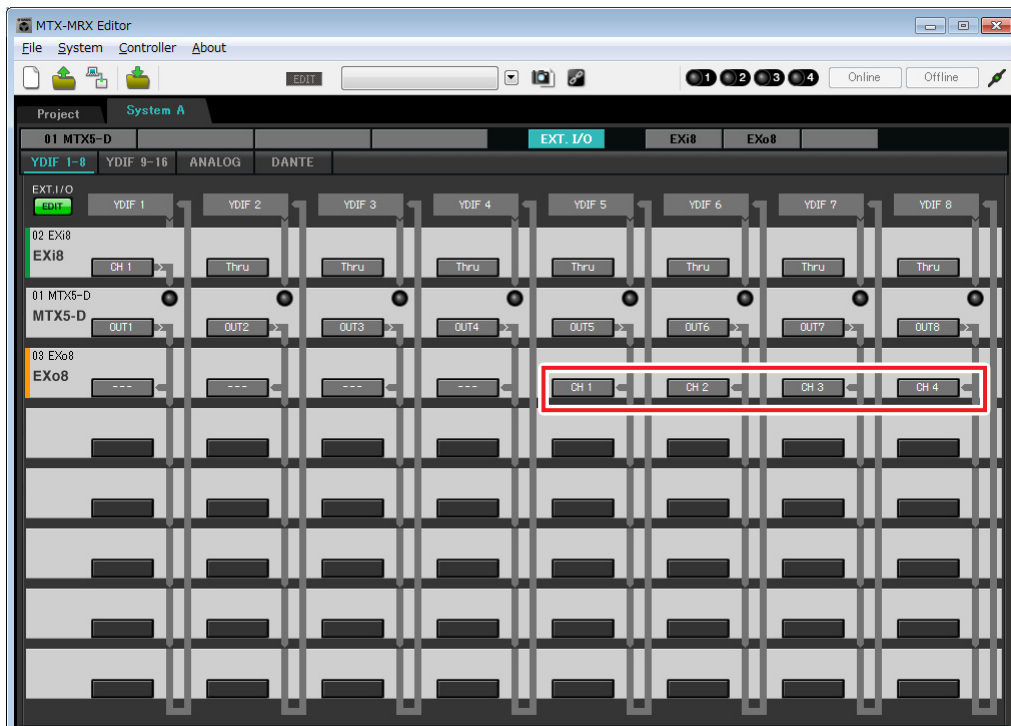 MTX-MRX Editor
File System Controller About
EDIT 1 2 3 4 Online Offline
Project System A
01 MTX5-D EXT. I/O EXi8 EXo8
YDIF 1-8 YDIF 9-16 ANALOG DANTE
EXT.I/O
EDIT YDIF 1 YDIF 2 YDIF 3 YDIF 4 YDIF 5 YDIF 6 YDIF 7 YDIF 8
02 EXi8
EXi8
CH 1 Thru Thru Thru Thru Thru Thru Thru
01 MTX5-D
MTX5-D
OUT1 OUT2 OUT3 OUT4 OUT5 OUT6 OUT7 OUT8
03 EXo8
EXo8
--- --- --- --- CH 1 CH 2 CH 3 CH 4